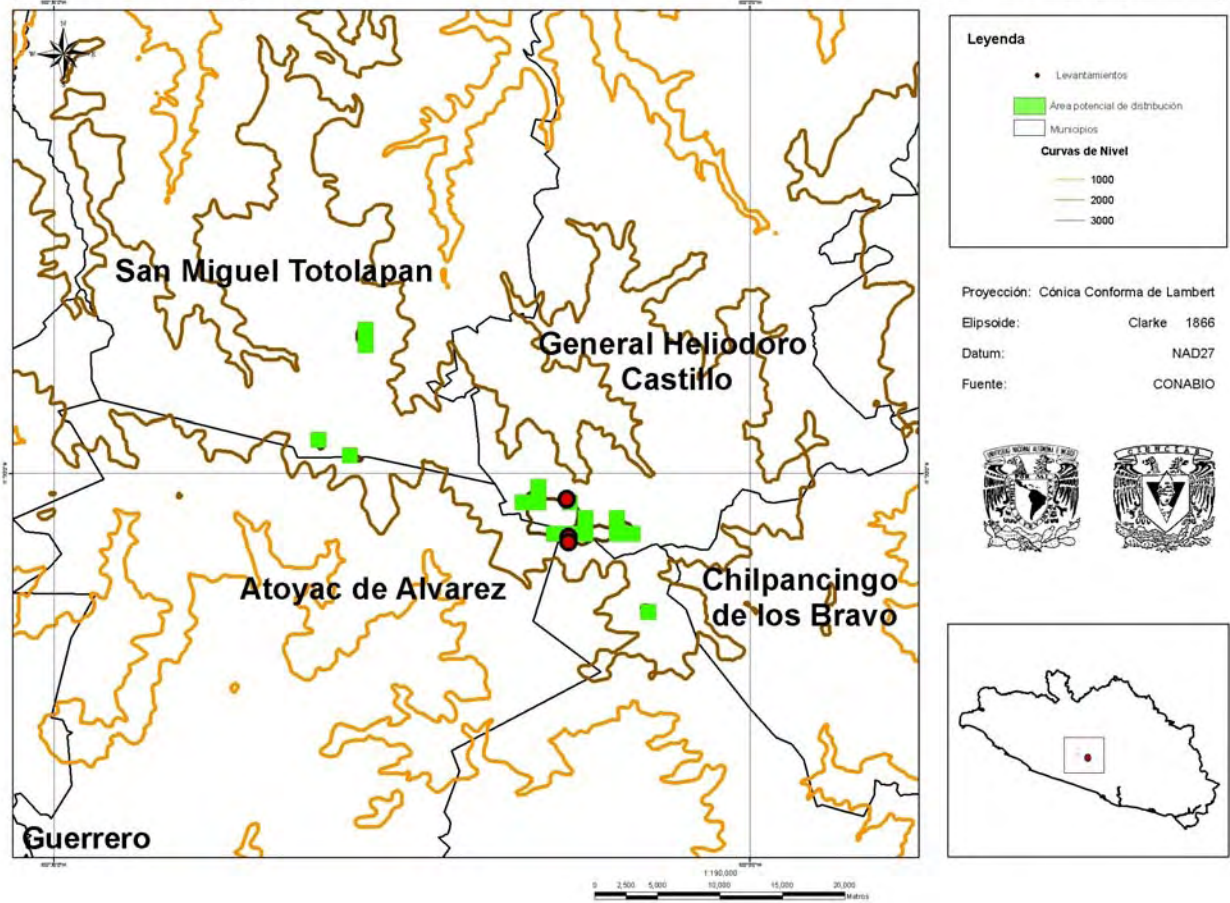 San Miguel Totolapan
General Heliodoro
Castillo
Atoyac de Alvarez
Chilpancingo
de los Bravo
Guerrero
N
W
E
1:190,000
0 2,500 5,000 10,000 15,000 20,000
Metros
Leyenda
Levantamientos
Área potencial de distribución
Municipios
Curvas de Nivel
1000
2000
3000
Proyección: Cónica Conforma de Lambert
Elipsoide: Clarke 1866
Datum: NAD27
Fuente: CONABIO